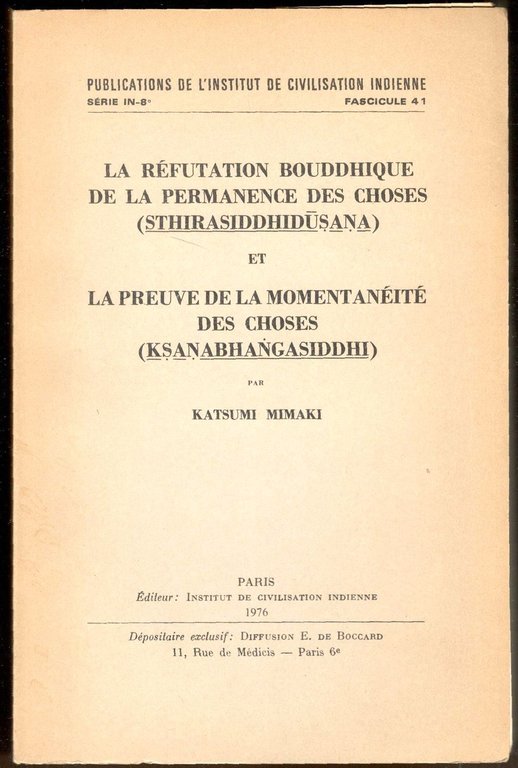 PUBLICATIONS DE L'INSTITUT DE CIVILISATION INDIENNE
SÉRIE IN-8° FASCICULE 41
LA RÉFUTATION BOUDDHIQUE
DE LA PERMANENCE DES CHOSES
(STHIRASIDDHIDŪṢAṆA)
ET
LA PREUVE DE LA MOMENTANÉITÉ
DES CHOSES
(KṢAṆABHAṄGASIDDHI)
PAR
KATSUMI MIMAKI
PARIS
Éditeur: INSTITUT DE CIVILISATION INDIENNE
1976
Dépositaire exclusif: DIFFUSION E. DE BOCCARD
11, Rue de Médicis — Paris 6e